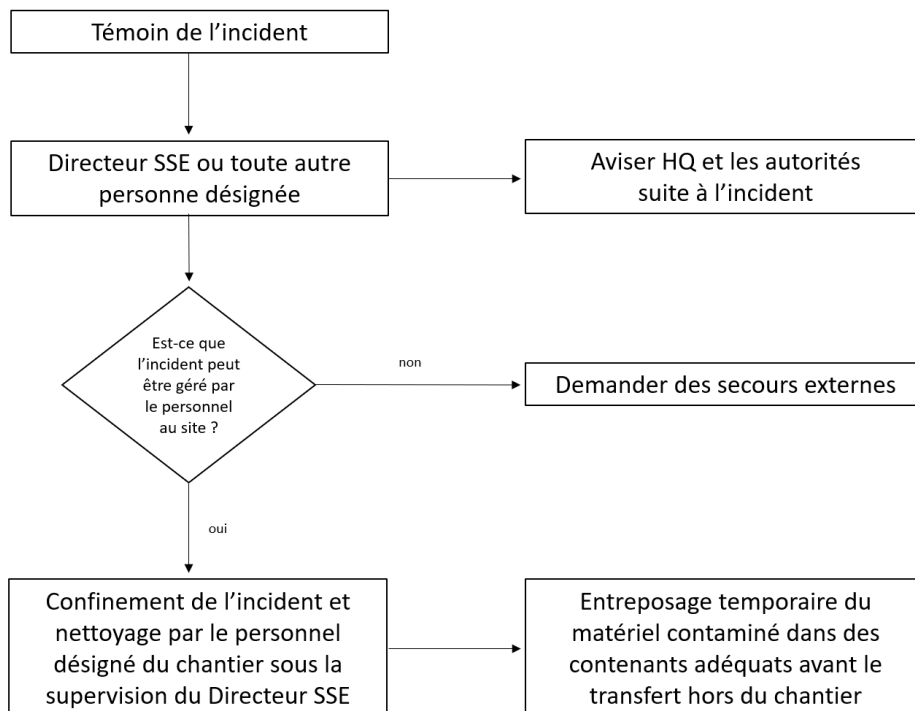 Témoin de l’incident
Directeur SSE ou toute autre
personne désignée
Aviser HQ et les autorités
suite à l’incident
Est-ce que
l’incident peut
être géré par
le personnel
au site ?
non
Demander des secours externes
oui
Confinement de l’incident et
nettoyage par le personnel
désigné du chantier sous la
supervision du Directeur SSE
Entreposage temporaire du
matériel contaminé dans des
contenants adéquats avant le
transfert hors du chantier